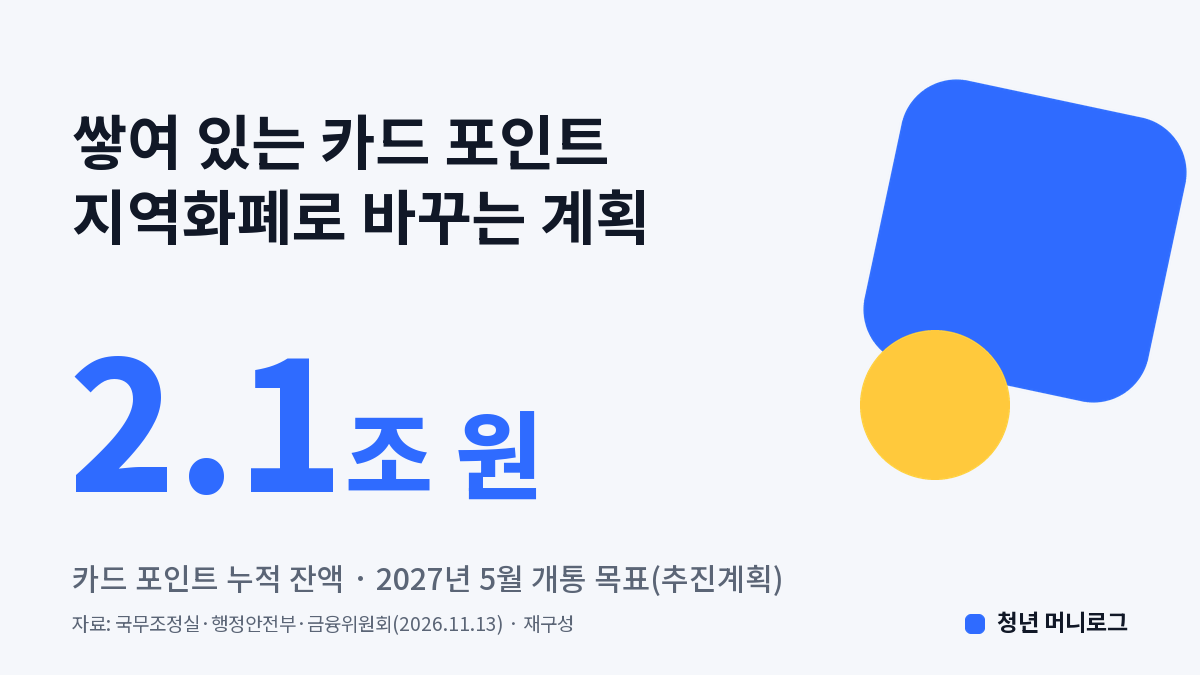 쌓여 있는 카드 포인트
지역화폐로 바꾸는 계획
2.1조 원
카드 포인트 누적 잔액 · 2027년 5월 개통 목표(추진계획)
자료: 국무조정실·행정안전부·금융위원회(2026.11.13) · 재구성
청년 머니로그